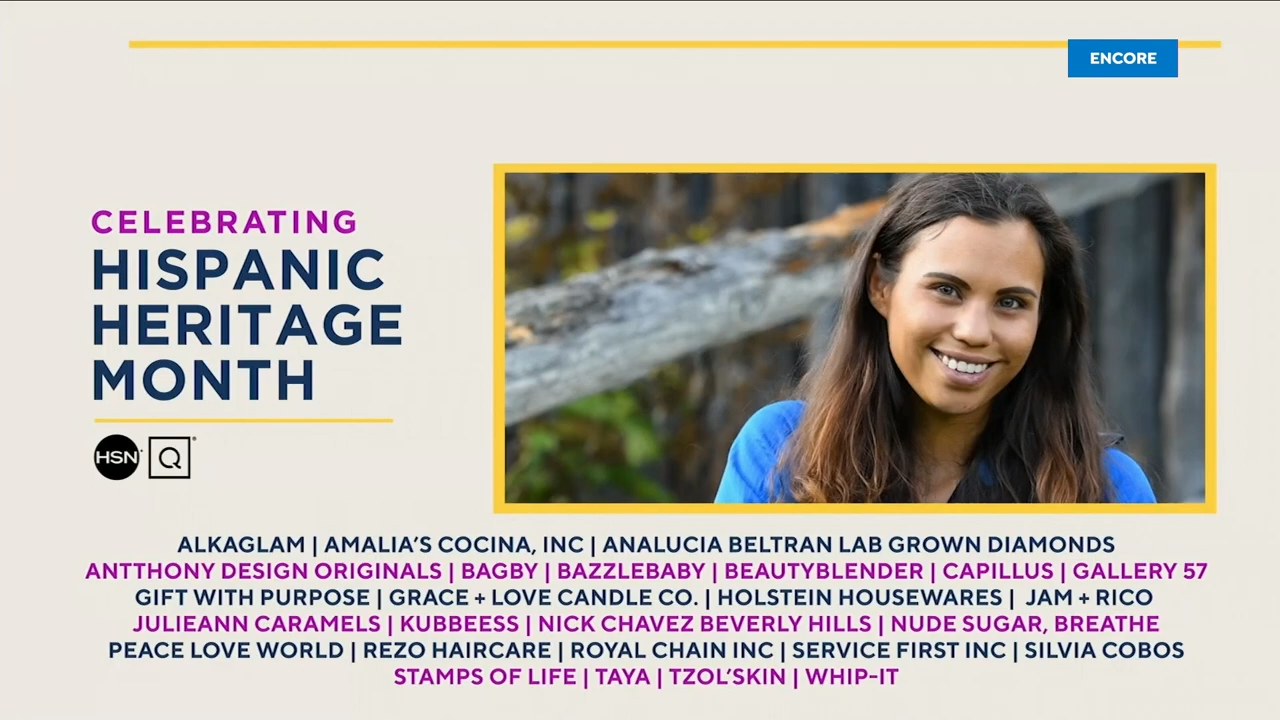 ENCORE
CELEBRATING
HISPANIC
HERITAGE
MONTH
HSN Q
ALKAGLAM | AMALIA'S COCINA, INC | ANALUCIA BELTRAN LAB GROWN DIAMONDS
ANTTHONY DESIGN ORIGINALS | BAGBY | BAZZLEBABY | BEAUTYBLENDER | CAPILLUS | GALLERY 57
GIFT WITH PURPOSE | GRACE + LOVE CANDLE CO. | HOLSTEIN HOUSEWARES | JAM + RICO
JULIEANN CARAMELS | KUBBEESS | NICK CHAVEZ BEVERLY HILLS | NUDE SUGAR, BREATHE
PEACE LOVE WORLD | REZO HAIRCARE | ROYAL CHAIN INC | SERVICE FIRST INC | SILVIA COBOS
STAMPS OF LIFE | TAYA | TZOL'SKIN | WHIP-IT